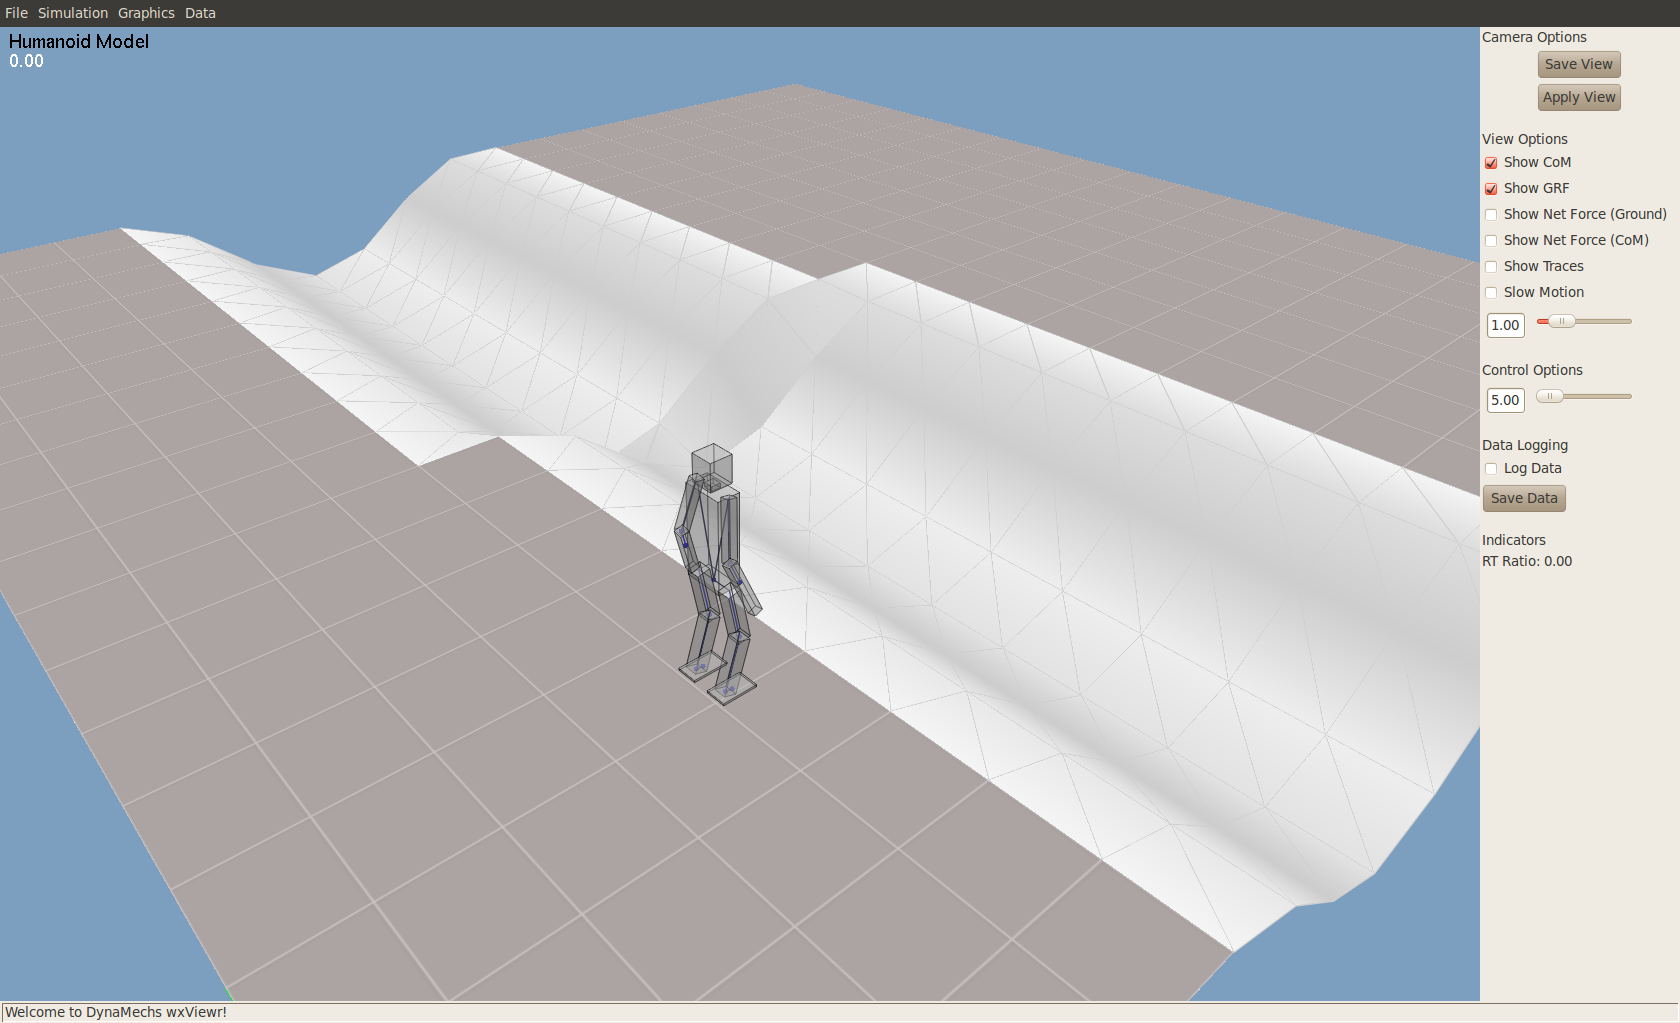 File Simulation Graphics Data
Humanoid Model
0.00
Camera Options
Save View
Apply View
View Options
Show CoM
Show GRF
Show Net Force (Ground)
Show Net Force (CoM)
Show Traces
Slow Motion
1.00
Control Options
5.00
Data Logging
Log Data
Save Data
Indicators
RT Ratio: 0.00
Welcome to DynaMechs wxViewr!